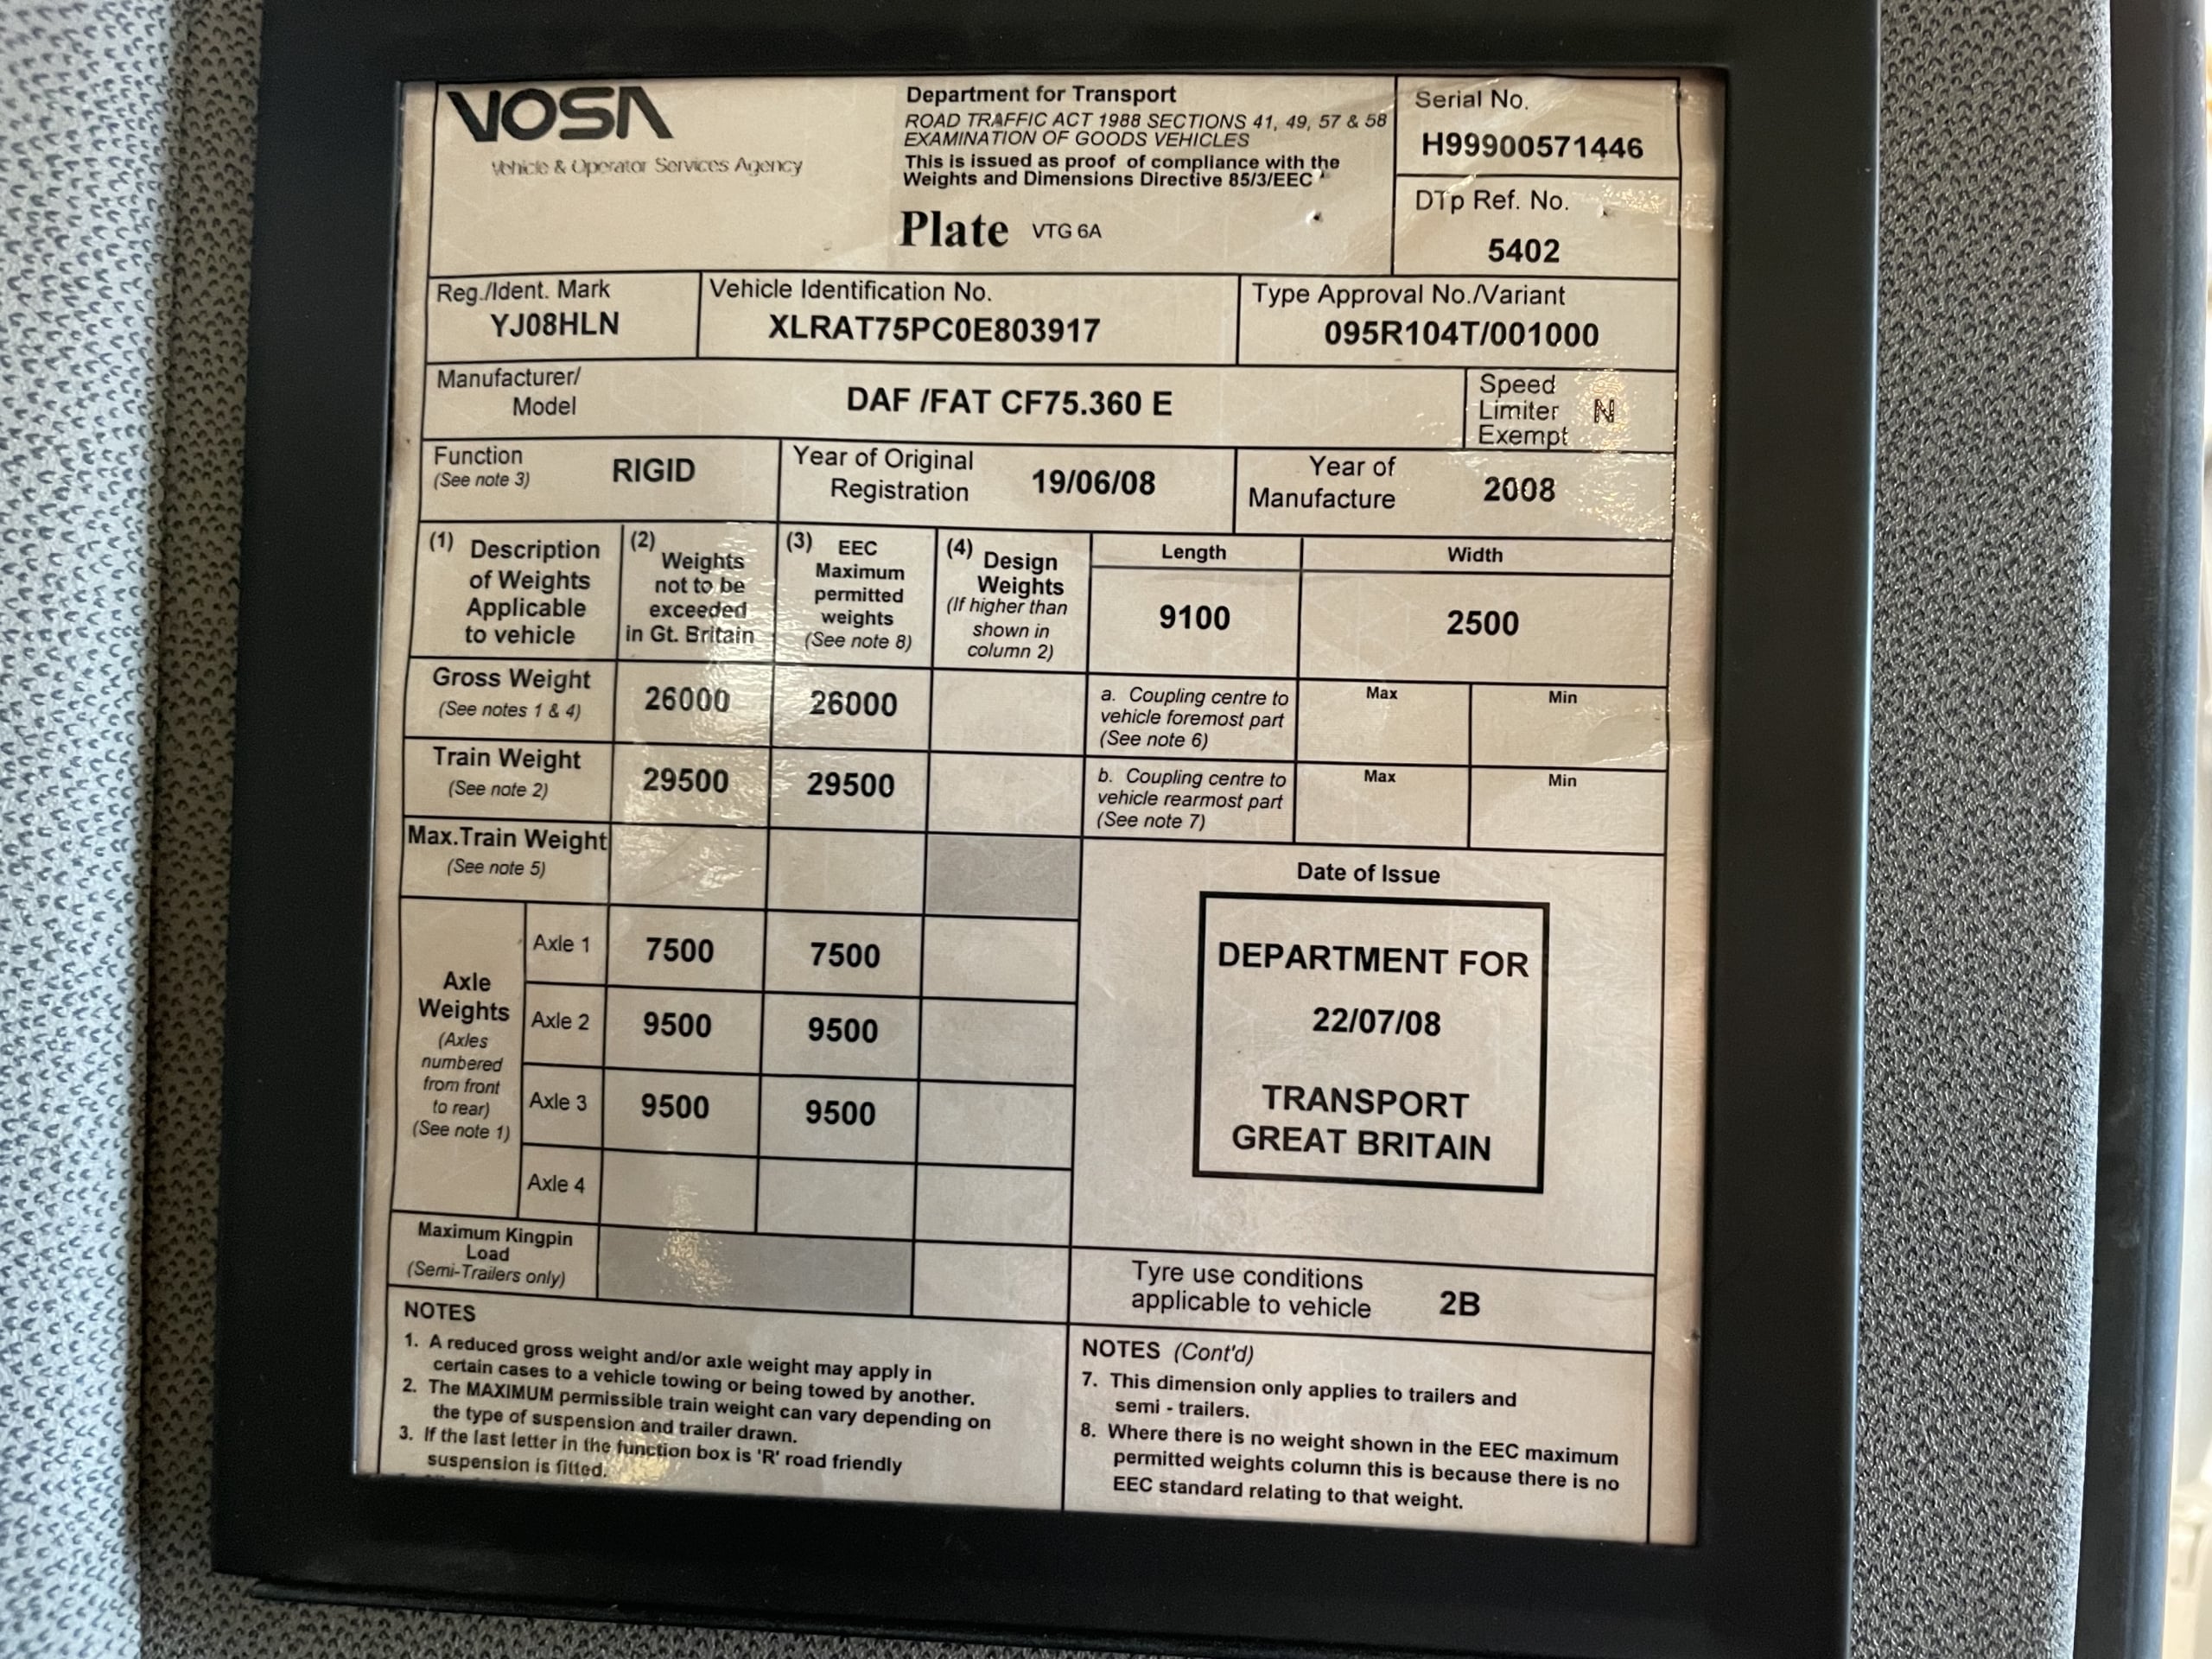 VOSA
Vehicle & Operator Services Agency
Department for Transport
ROAD TRAFFIC ACT 1988 SECTIONS 41, 49, 57 & 58
EXAMINATION OF GOODS VEHICLES
This is issued as proof of compliance with the
Weights and Dimensions Directive 85/3/EEC
Plate VTG 6A
Serial No.
H99900571446
DTp Ref. No.
5402
Reg./Ident. Mark
YJ08HLN
Vehicle Identification No.
XLRAT75PC0E803917
Type Approval No./Variant
095R104T/001000
Manufacturer/
Model
DAF /FAT CF75.360 E
Speed
Limiter N
Exempt
Function
(See note 3)
RIGID
Year of Original
Registration
19/06/08
Year of
Manufacture
2008
(1) Description
of Weights
Applicable
to vehicle
(2) Weights
not to be
exceeded
in Gt. Britain
(3) EEC
Maximum
permitted
weights
(See note 8)
(4) Design
Weights
(If higher than
shown in
column 2)
Length
9100
Width
2500
Gross Weight
(See notes 1 & 4)
26000
26000
a. Coupling centre to
vehicle foremost part
(See note 6)
Max
Min
Train Weight
(See note 2)
29500
29500
b. Coupling centre to
vehicle rearmost part
(See note 7)
Max
Min
Max.Train Weight
(See note 5)
Axle
Weights
(Axles
numbered
from front
to rear)
(See note 1)
Axle 1
7500
7500
Axle 2
9500
9500
Axle 3
9500
9500
Axle 4
Date of Issue
DEPARTMENT FOR
22/07/08
TRANSPORT
GREAT BRITAIN
Maximum Kingpin
Load
(Semi-Trailers only)
Tyre use conditions
applicable to vehicle
2B
NOTES
1. A reduced gross weight and/or axle weight may apply in
certain cases to a vehicle towing or being towed by another.
2. The MAXIMUM permissible train weight can vary depending on
the type of suspension and trailer drawn.
3. If the last letter in the function box is 'R' road friendly
suspension is fitted.
NOTES (Cont'd)
7. This dimension only applies to trailers and
semi - trailers.
8. Where there is no weight shown in the EEC maximum
permitted weights column this is because there is no
EEC standard relating to that weight.